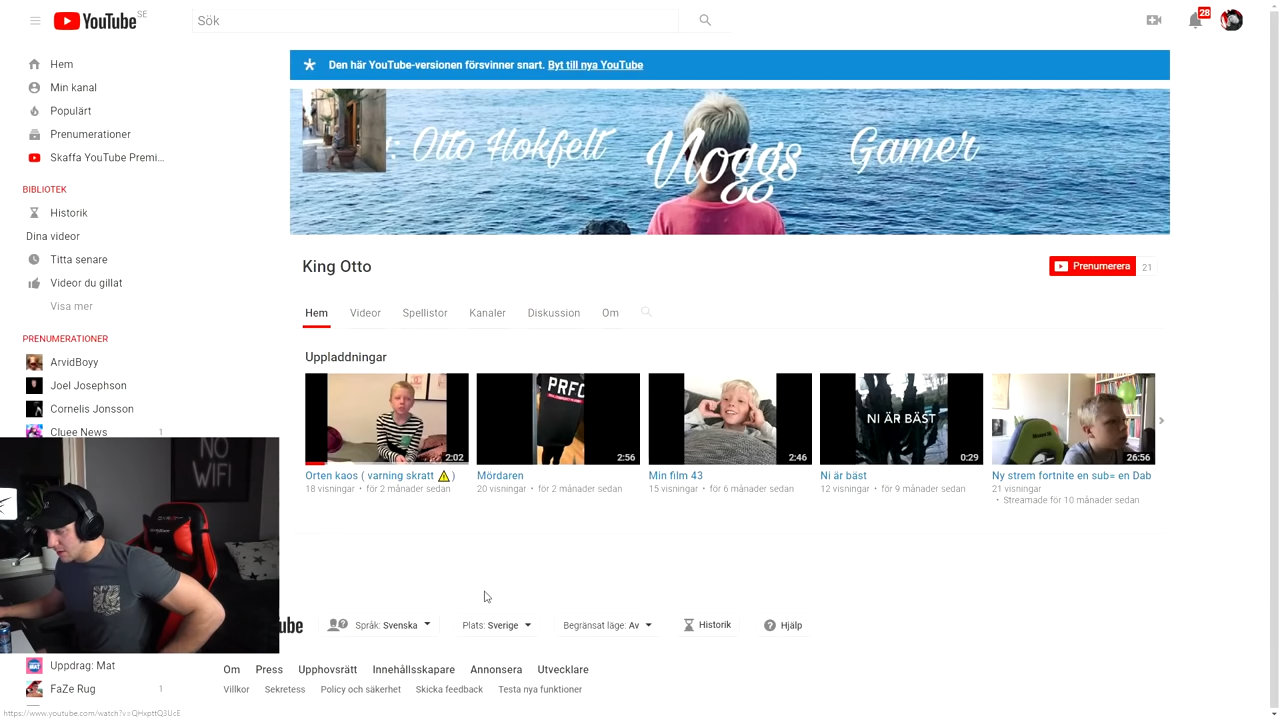 YouTube SE
Sök
28
Hem
Min kanal
Populärt
Prenumerationer
Skaffa YouTube Premi...
BIBLIOTEK
Historik
Dina videor
Titta senare
Videor du gillat
Visa mer
PRENUMERATIONER
ArvidBoyy
Joel Josephson
Cornelis Jonsson
Cluee News 1
NO
WIFI
Uppdrag: Mat
FaZe Rug 1
https://www.youtube.com/watch?v=QHxpttQ3UcE
Den här YouTube-versionen försvinner snart. Byt till nya YouTube
: Otto Hokfelt Vloggs Gamer
King Otto
Prenumerera 21
Hem Videor Spellistor Kanaler Diskussion Om
Uppladdningar
2:02
PRFC
2:56
2:46
NI ÄR BÄST
0:29
26:56
Orten kaos ( varning skratt ⚠ )
18 visningar • för 2 månader sedan
Mördaren
20 visningar • för 2 månader sedan
Min film 43
15 visningar • för 6 månader sedan
Ni är bäst
12 visningar • för 9 månader sedan
Ny strem fortnite en sub= en Dab
21 visningar
• Streamade för 10 månader sedan
Språk: Svenska Plats: Sverige Begränsat läge: Av Historik Hjälp
Om Press Upphovsrätt Innehållsskapare Annonsera Utvecklare
Villkor Sekretess Policy och säkerhet Skicka feedback Testa nya funktioner